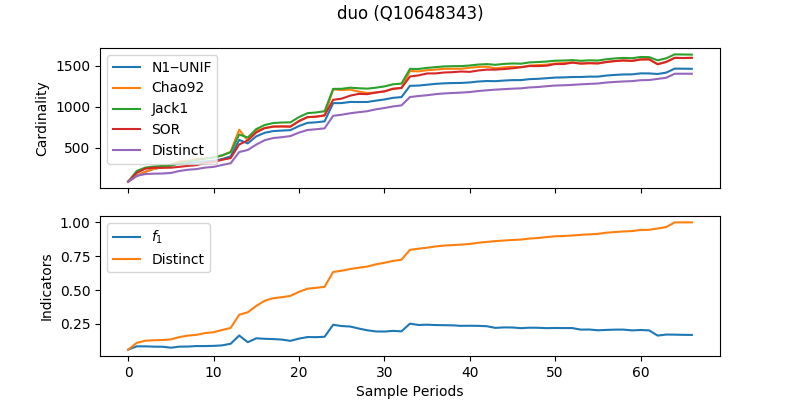 duo (Q10648343)
Cardinality
1500
1000
500
N1−UNIF
Chao92
Jack1
SOR
Distinct
Indicators
1.00
0.75
0.50
0.25
f1
Distinct
0 10 20 30 40 50 60
Sample Periods